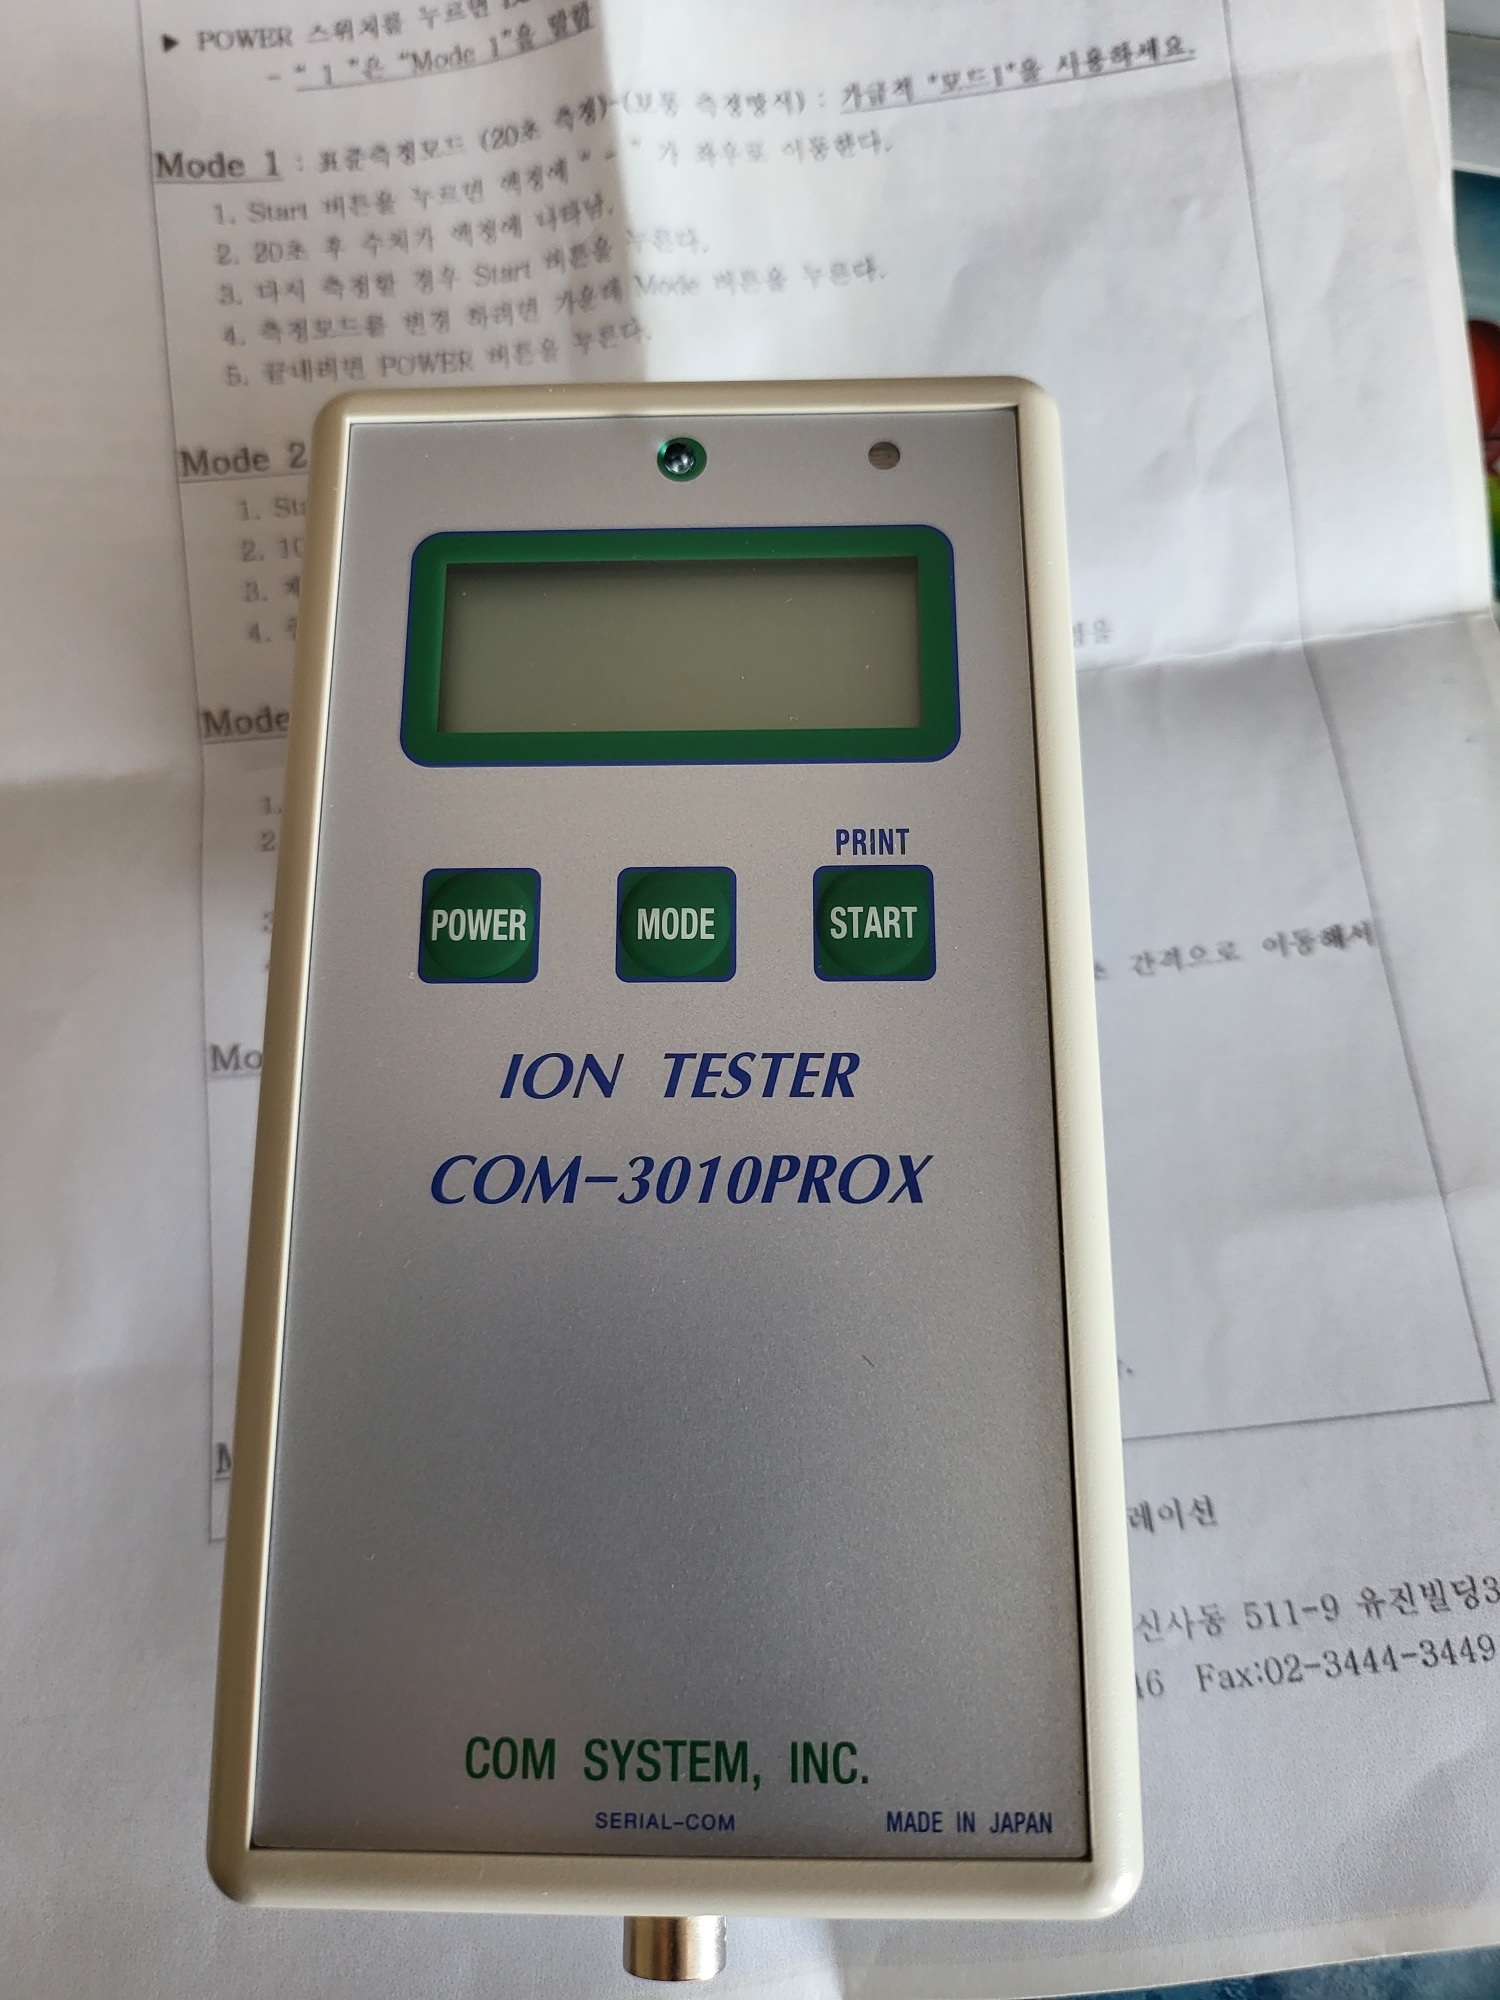 ▶ POWER 스위치를 누르면
- " 1 "은 "Mode 1"을 말함
Mode 1 : 표준측정모드 (20초 측정)-(보통 측정방식) : 가급적 "모드1"을 사용하세요.
1. Start 버튼을 누르면 액정에 " - " 가 좌우로 이동한다.
2. 20초 후 수치가 액정에 나타남.
3. 다시 측정할 경우 Start 버튼을 누른다.
4. 측정모드를 변경 하려면 가운데 Mode 버튼을 누른다.
5. 끝내려면 POWER 버튼을 누른다.
Mode 2
1.
2.
3.
4.
Mode
1.
2
간격으로 이동해서
레이션
신사동 511-9 유진빌딩3
46 Fax:02-3444-3449
PRINT
POWER MODE START
ION TESTER
COM-3010PROX
COM SYSTEM, INC.
SERIAL-COM MADE IN JAPAN